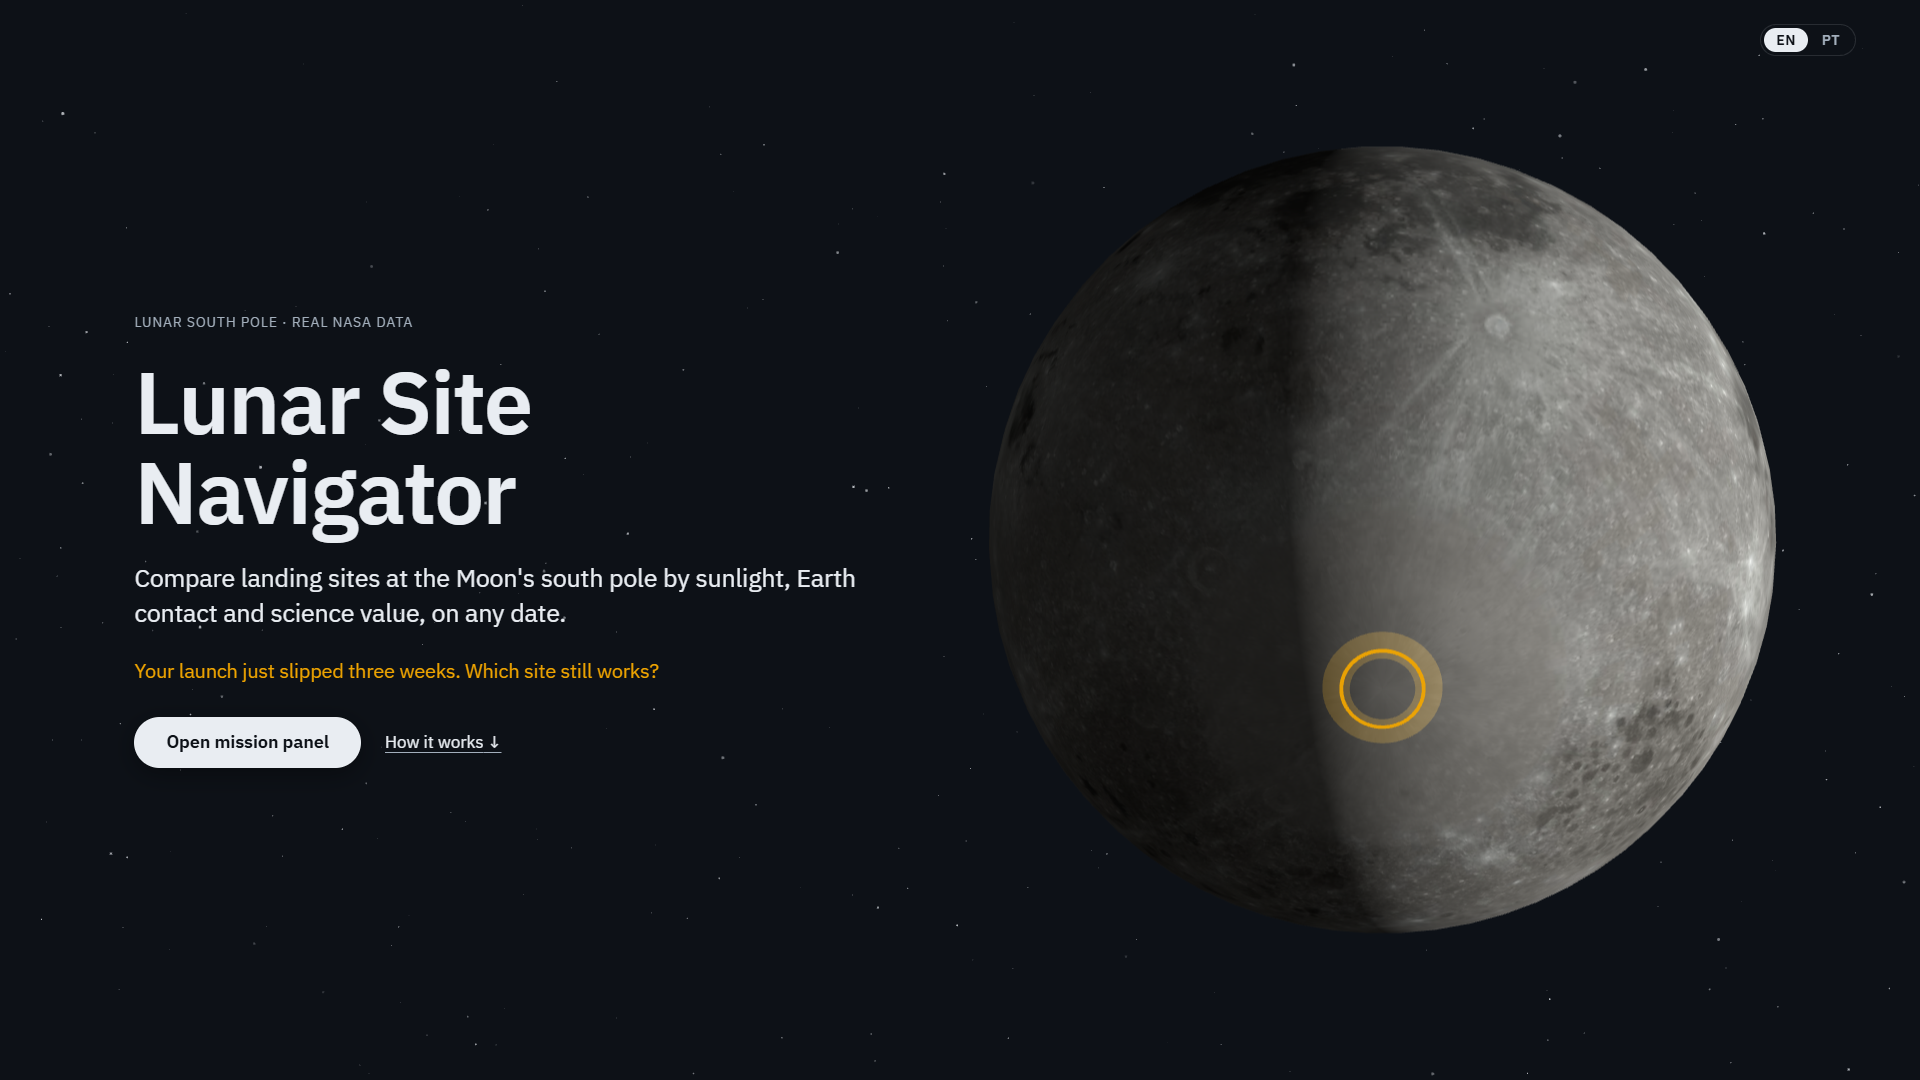 EN PT
LUNAR SOUTH POLE · REAL NASA DATA
Lunar Site
Navigator
Compare landing sites at the Moon's south pole by sunlight, Earth
contact and science value, on any date.
Your launch just slipped three weeks. Which site still works?
Open mission panel How it works ↓